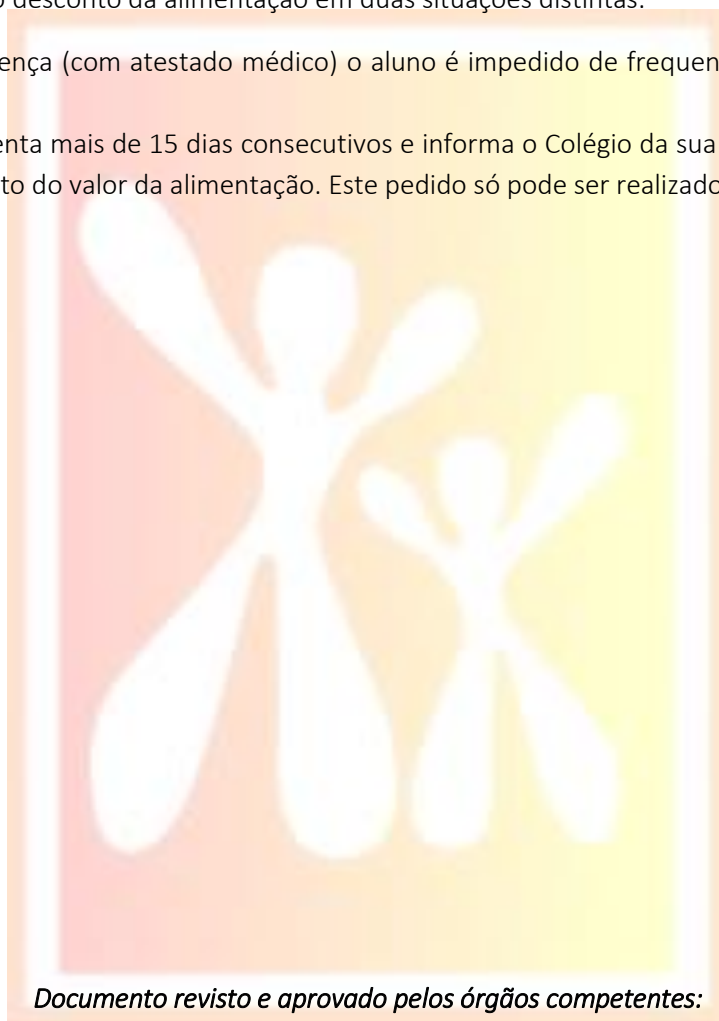 desconto da alimentação em duas situações distintas:
ença (com atestado médico) o aluno é impedido de frequen
enta mais de 15 dias consecutivos e informa o Colégio da sua
to do valor da alimentação. Este pedido só pode ser realizado
Documento revisto e aprovado pelos órgãos competentes: